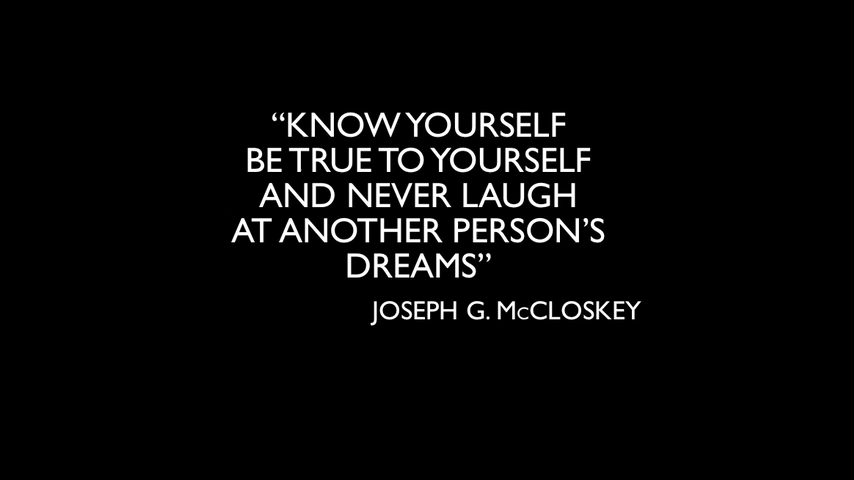 “KNOW YOURSELF
BE TRUE TO YOURSELF
AND NEVER LAUGH
AT ANOTHER PERSON’S
DREAMS”
JOSEPH G. McCLOSKEY